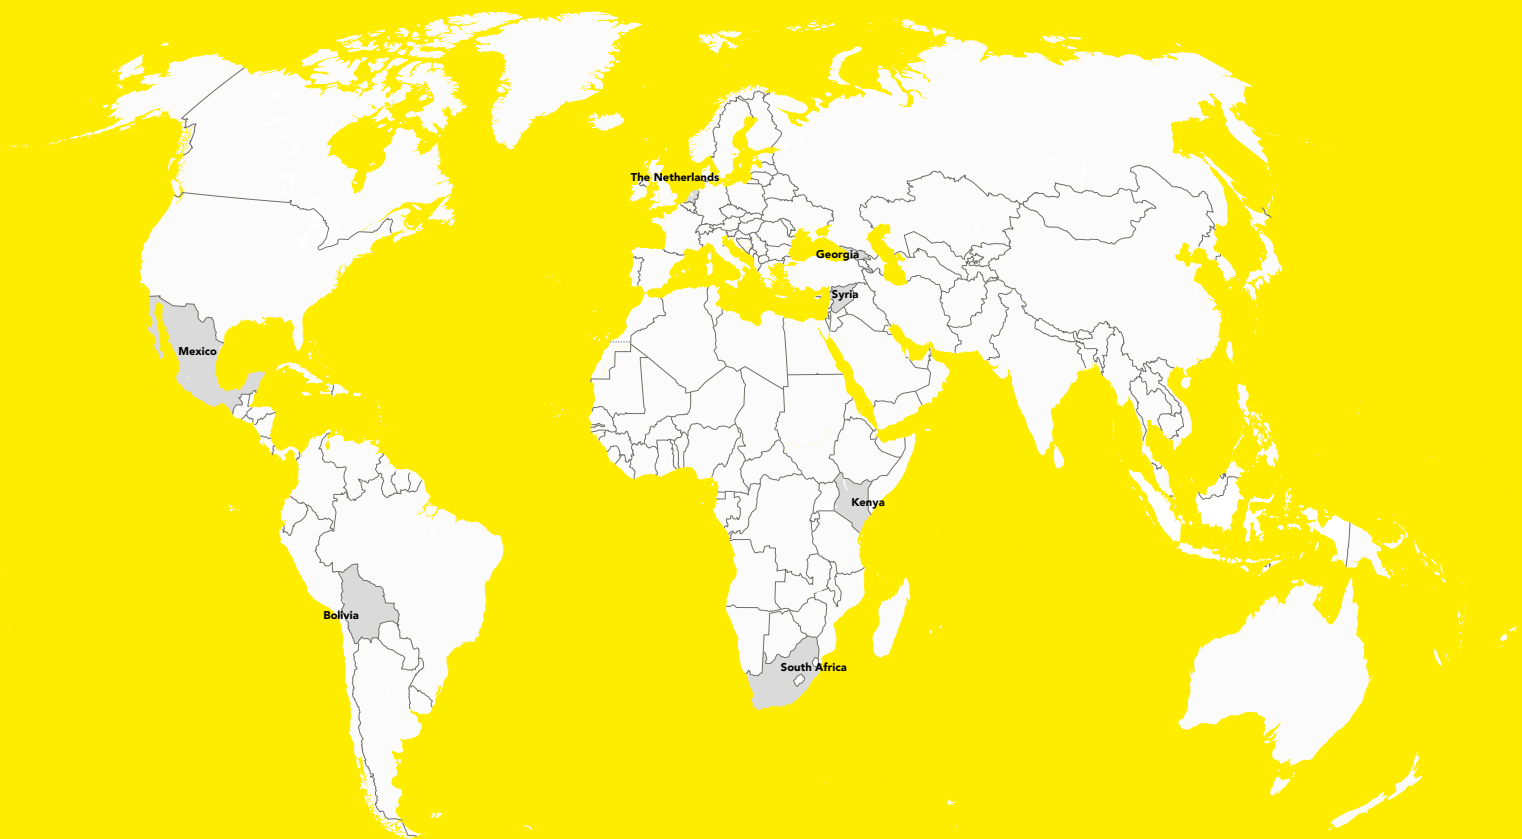 The Netherlands
Georgia
Syria
Mexico
Kenya
Bolivia
South Africa